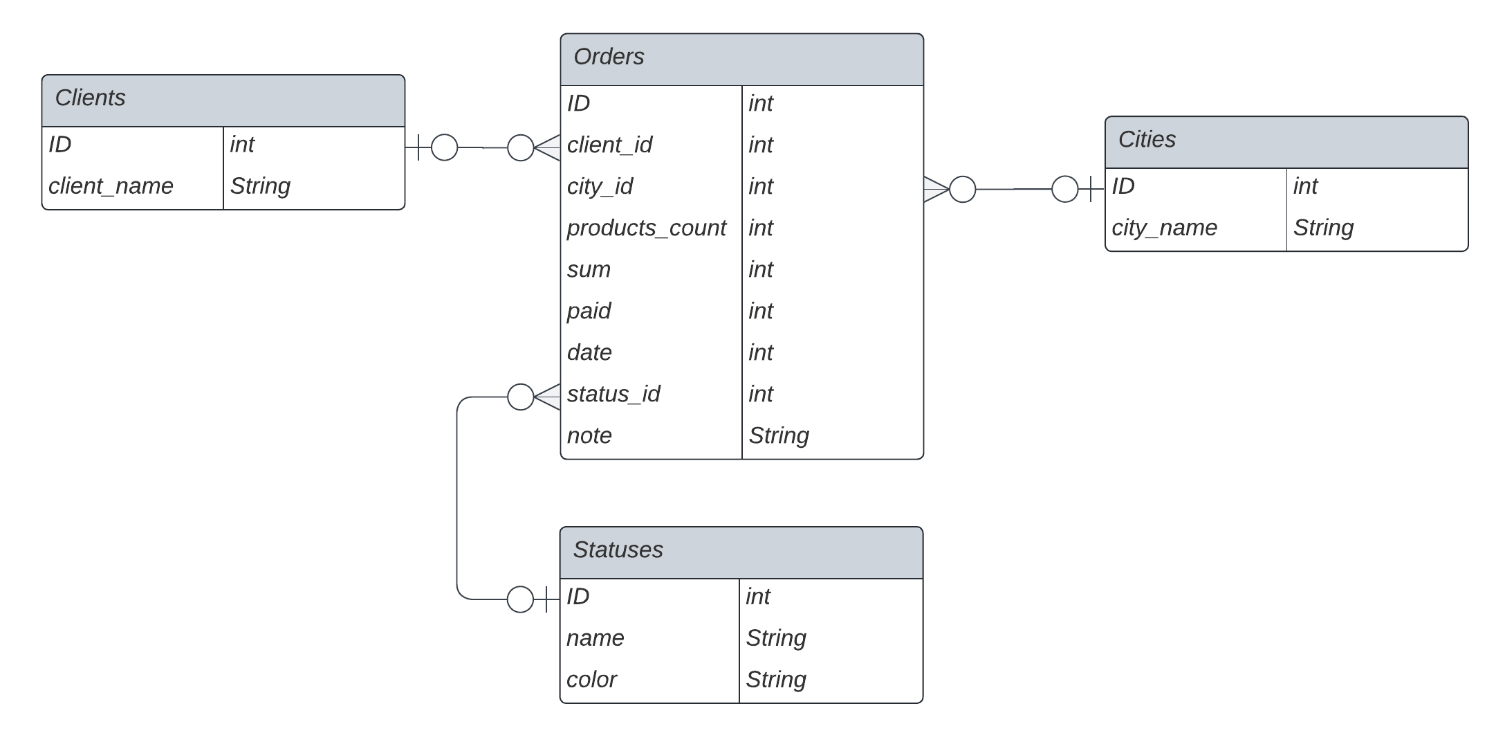 Clients
ID int
client_name String
Orders
ID int
client_id int
city_id int
products_count int
sum int
paid int
date int
status_id int
note String
Cities
ID int
city_name String
Statuses
ID int
name String
color String